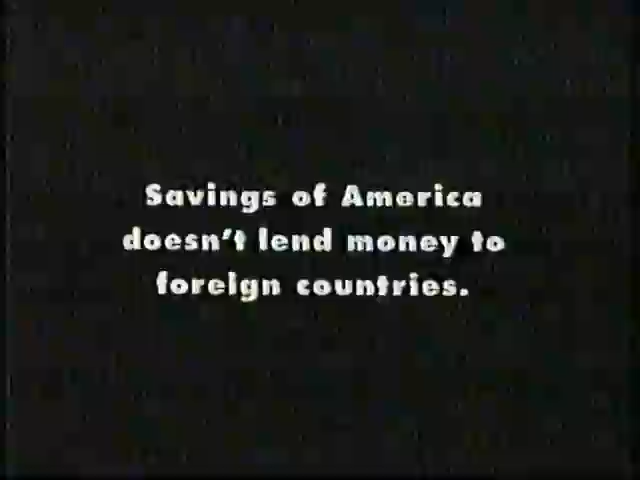 Savings of America
doesn't lend money to
foreign countries.